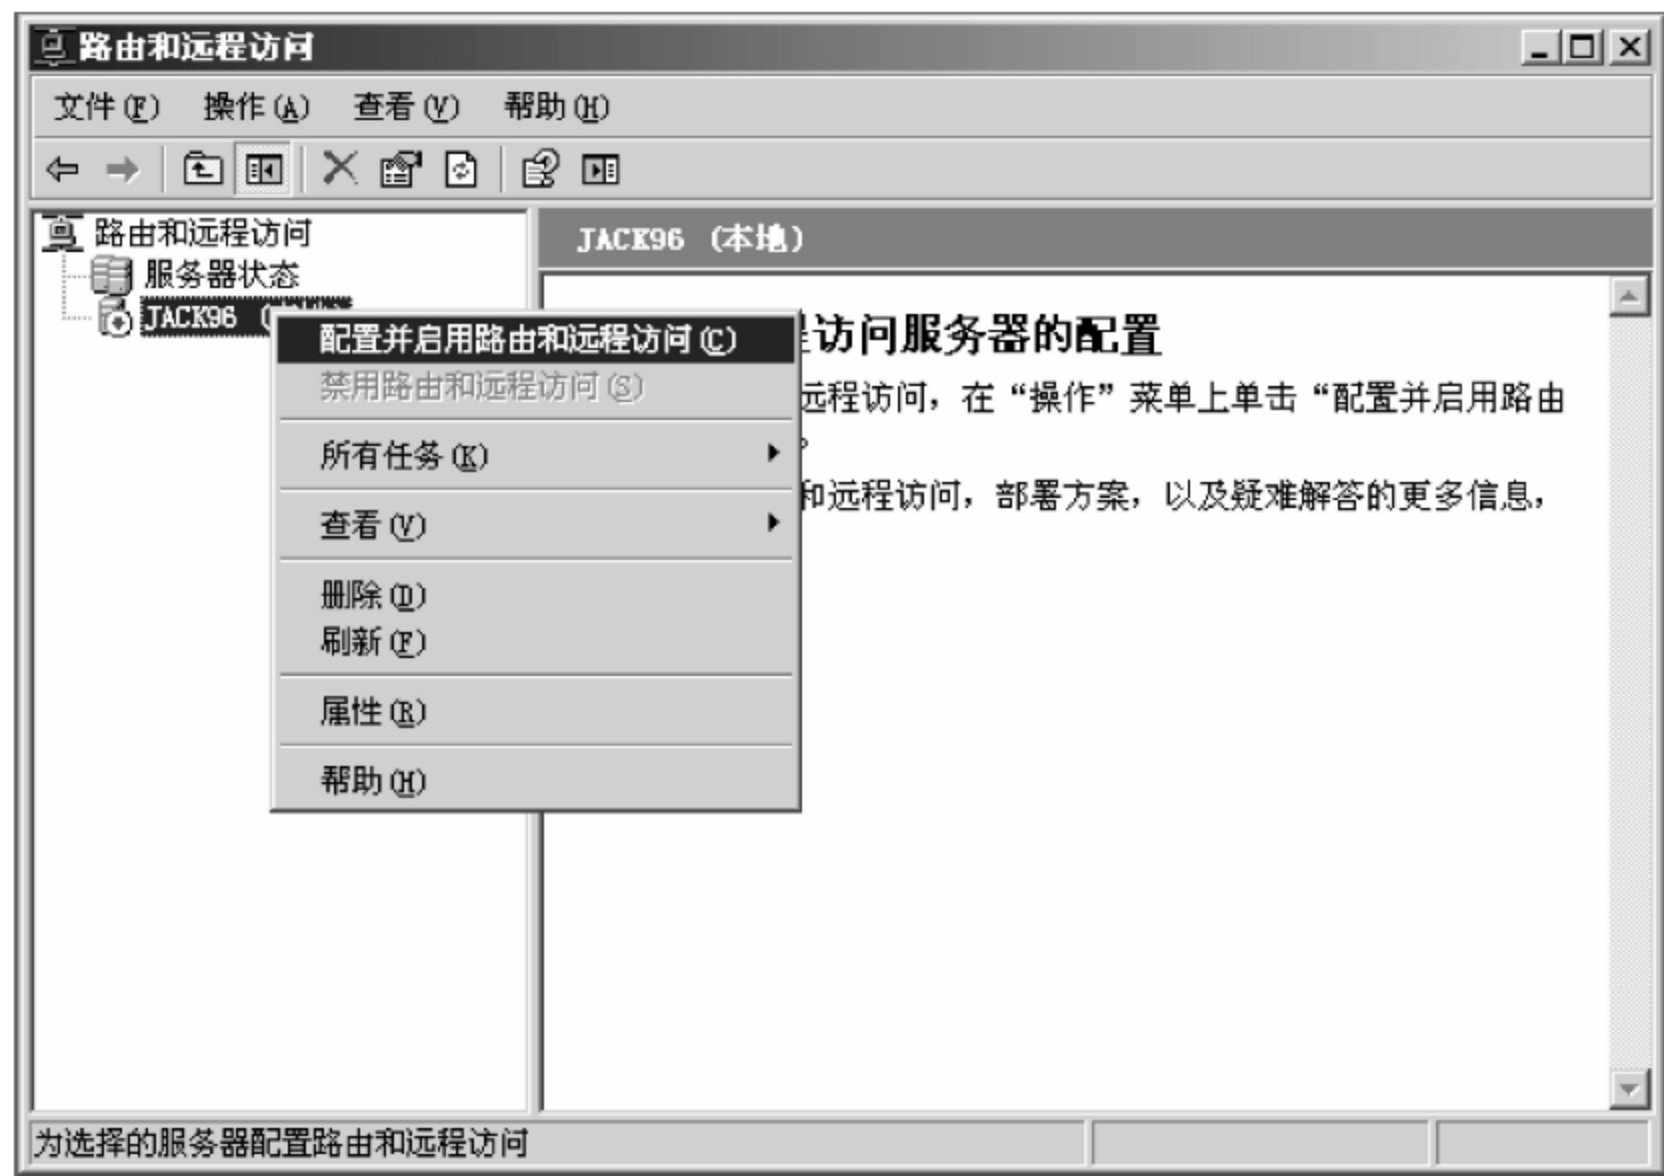 路由和远程访问
文件(F) 操作(A) 查看(V) 帮助(H)
路由和远程访问
服务器状态
JACK96 (
JACK96 (本地)
配置并启用路由和远程访问(C)
禁用路由和远程访问(S)
所有任务(K)
查看(V)
删除(D)
刷新(F)
属性(R)
帮助(H)
访问服务器的配置
远程访问，在“操作”菜单上单击“配置并启用路由
。
和远程访问，部署方案，以及疑难解答的更多信息，
为选择的服务器配置路由和远程访问